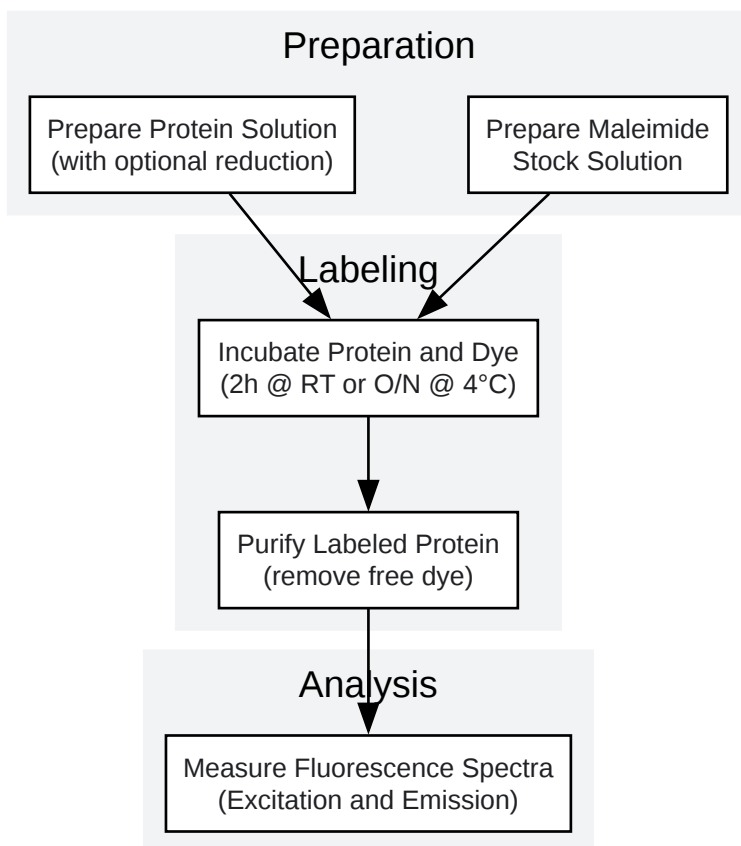 Preparation
Prepare Protein Solution
(with optional reduction)
Prepare Maleimide
Stock Solution
Labeling
Incubate Protein and Dye
(2h @ RT or O/N @ 4°C)
Purify Labeled Protein
(remove free dye)
Analysis
Measure Fluorescence Spectra
(Excitation and Emission)